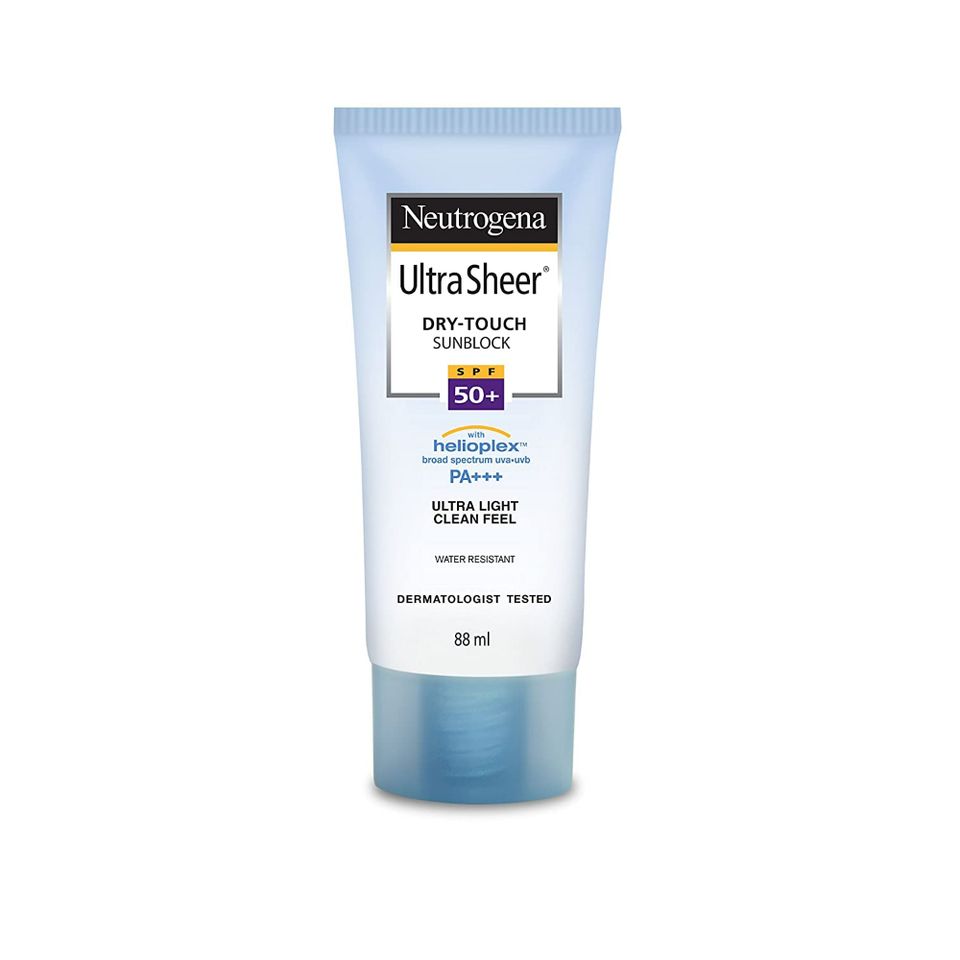 Neutrogena
Ultra Sheer®
DRY-TOUCH
SUNBLOCK
SPF
50+
with
helioplex™
broad spectrum uva•uvb
PA+++
ULTRA LIGHT
CLEAN FEEL
WATER RESISTANT
DERMATOLOGIST TESTED
88 ml